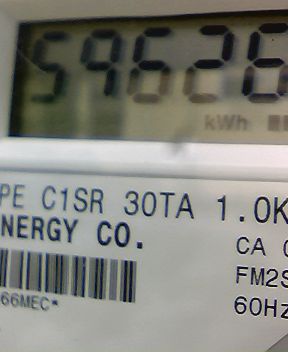 59626
kWh
PE C1SR 30TA 1.0K
NERGY CO.
CA
FM2S
66MEC*
60Hz